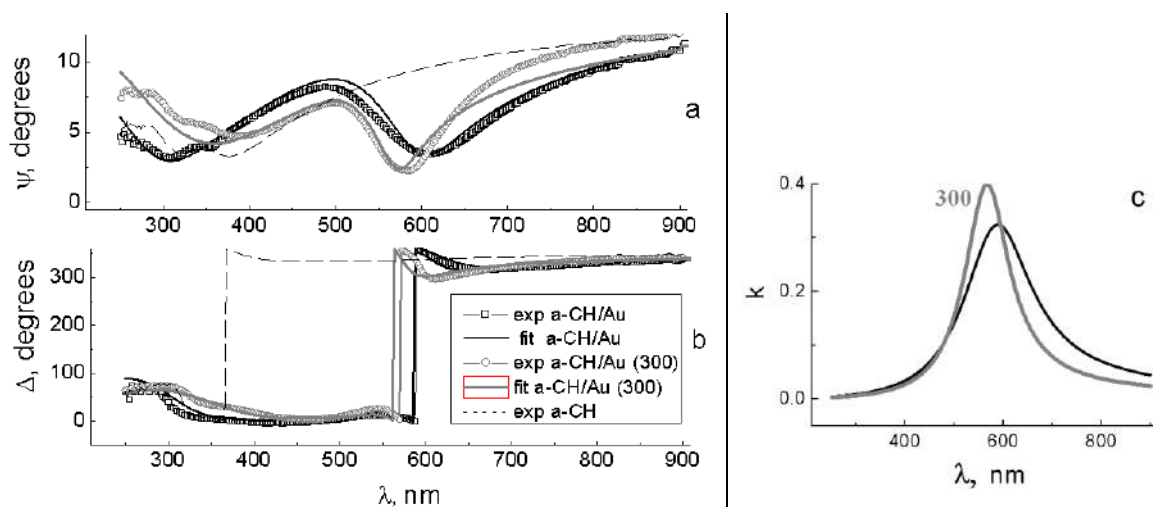 10
5
0
ψ, degrees
a
300 400 500 600 700 800 900
300
200
100
0
Δ, degrees
b
exp a-CH/Au
fit a-CH/Au
exp a-CH/Au (300)
fit a-CH/Au (300)
exp a-CH
300 400 500 600 700 800 900
λ, nm
0.4
0.2
0.0
k
300
c
400 600 800
λ, nm